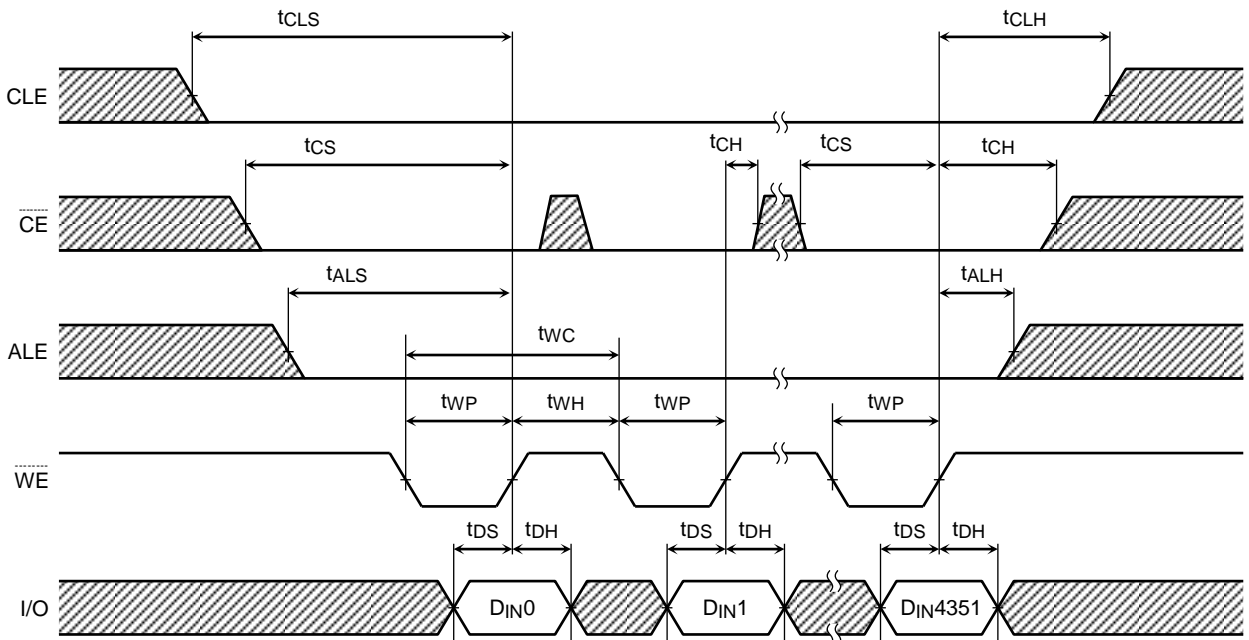 tCLS
tCLH
CLE
tCS
tCH
tCS
tCH
CE
tALS
tALH
ALE
tWC
tWP
tWH
tWP
tWP
WE
tDS
tDH
tDS
tDH
tDS
tDH
I/O
DIN0
DIN1
DIN4351